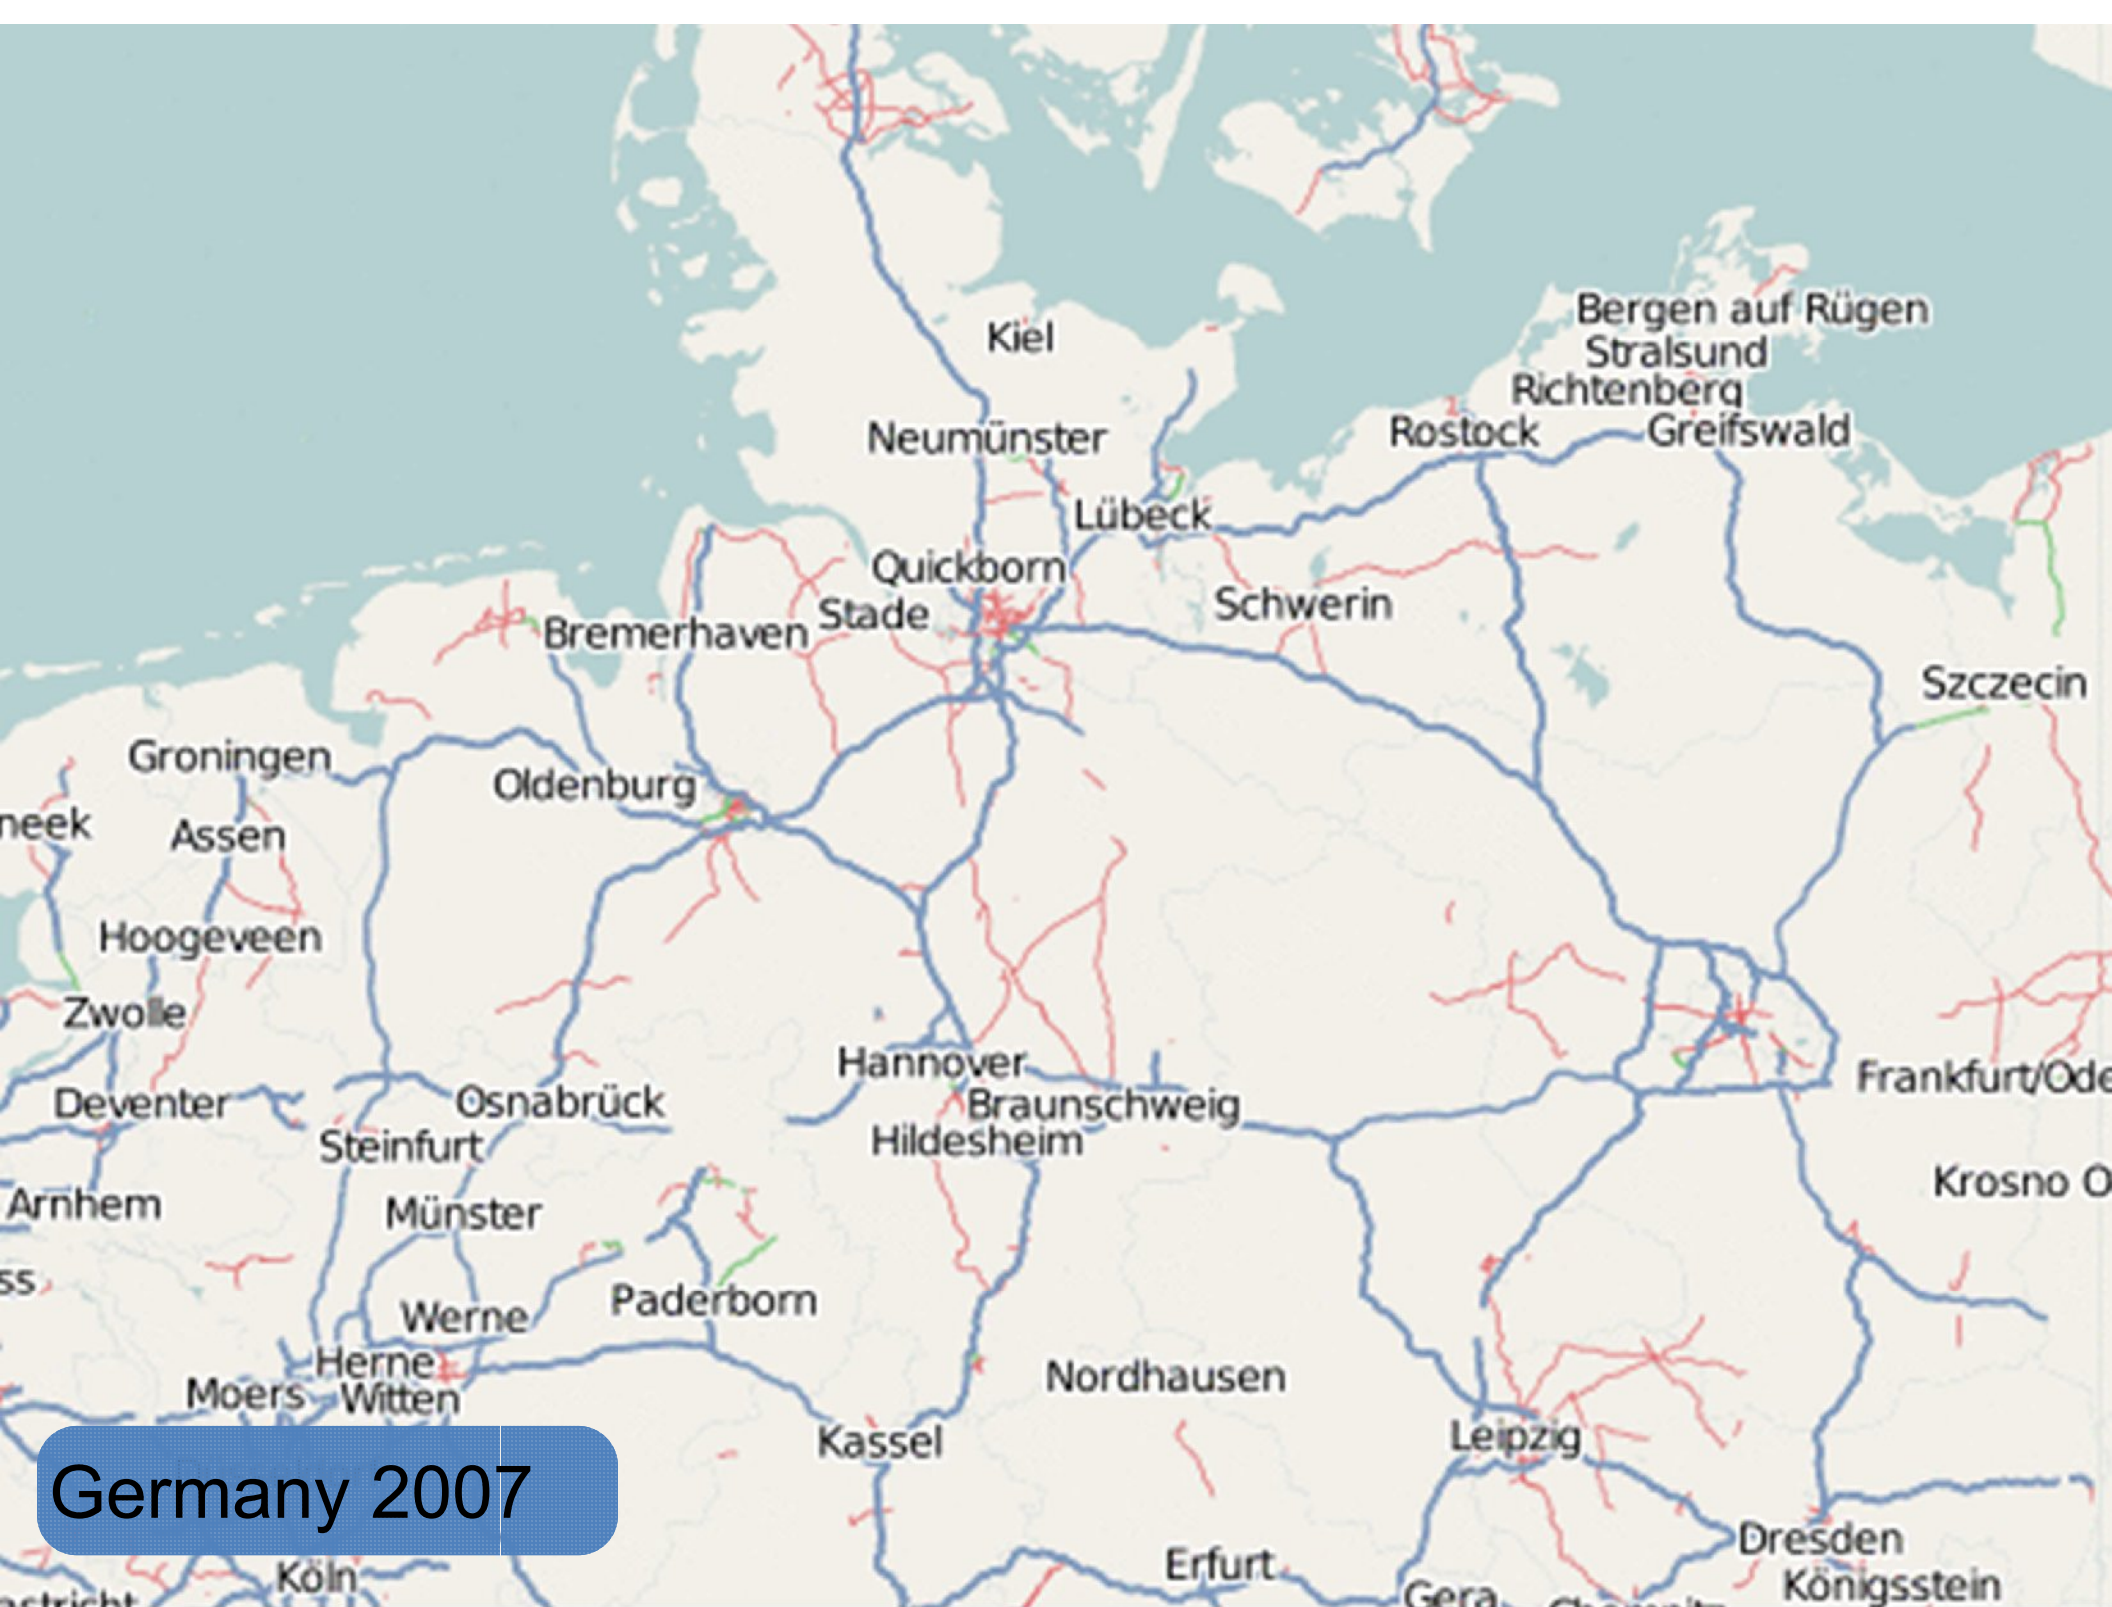 Bergen auf Rügen
Kiel
Stralsund
Richtenberg
Neumünster
Rostock
Greifswald
Lübeck
Quickborn
Stade
Schwerin
Bremerhaven
Szczecin
Groningen
Oldenburg
neek
Assen
Hoogeveen
Zwolle
Hannover
Frankfurt/Ode
Deventer
Osnabrück
Braunschweig
Steinfurt
Hildesheim
Arnhem
Krosno O
Münster
ss
Paderborn
Werne
Herne
Nordhausen
Moers
Witten
Kassel
Leipzig
Germany 2007
Dresden
Köln
Erfurt
Königsstein
Gera